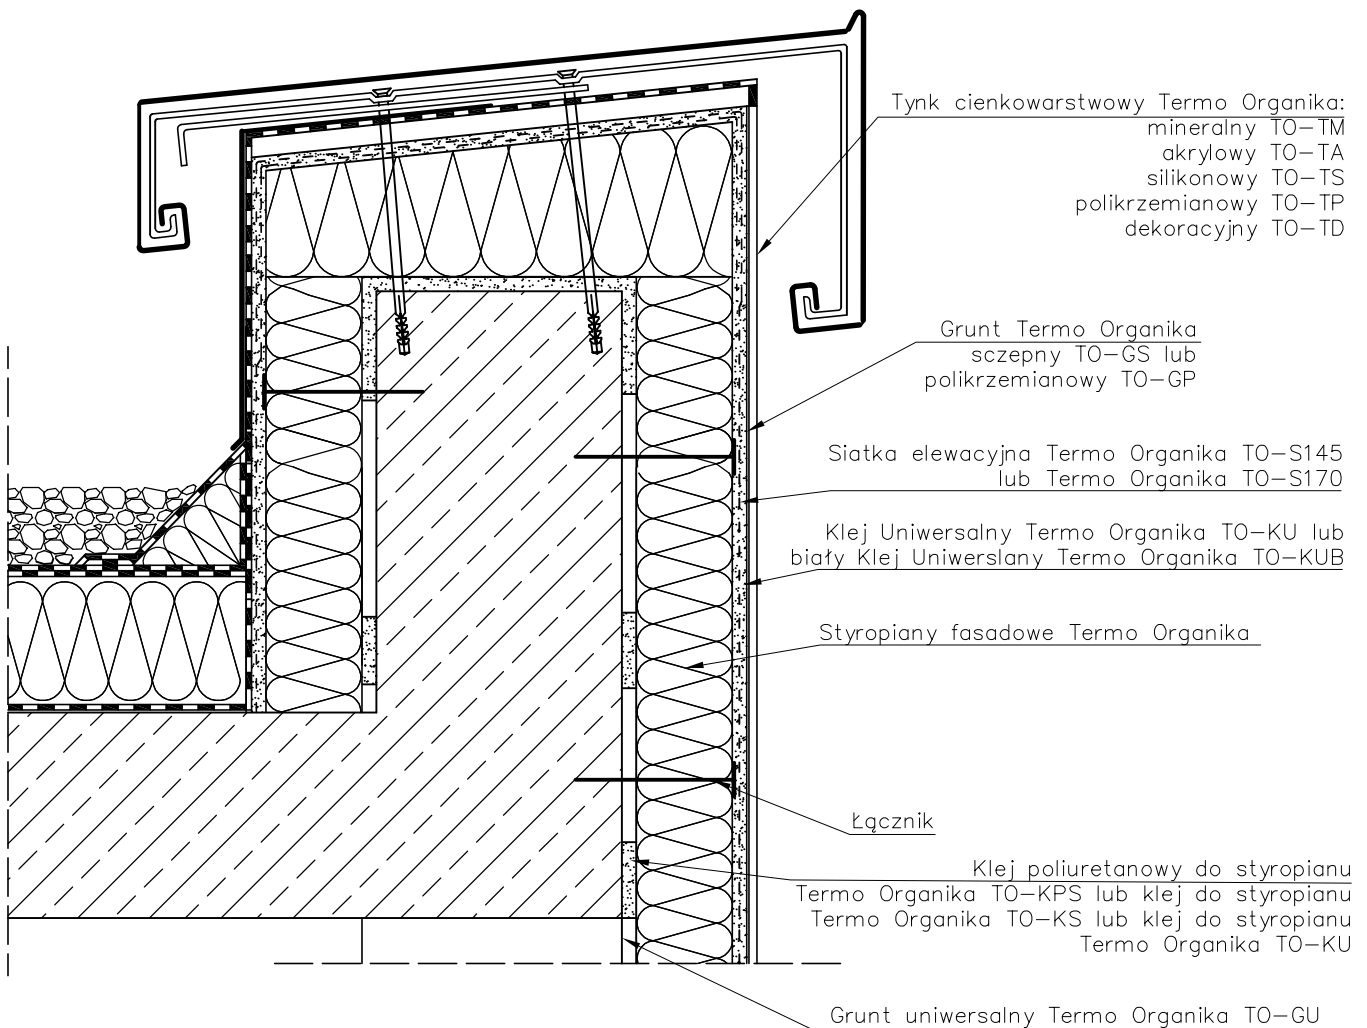 Tynk cienkowarstwowy Termo Organika:
mineralny TO-TM
akrylowy TO-TA
silikonowy TO-TS
polikrzemianowy TO-TP
dekoracyjny TO-TD
Grunt Termo Organika
sczepny TO-GS lub
polikrzemianowy TO-GP
Siatka elewacyjna Termo Organika TO-S145
lub Termo Organika TO-S170
Klej Uniwersalny Termo Organika TO-KU lub
biały Klej Uniwerslany Termo Organika TO-KUB
Styropiany fasadowe Termo Organika
Łącznik
Klej poliuretanowy do styropianu
Termo Organika TO-KPS lub klej do styropianu
Termo Organika TO-KS lub klej do styropianu
Termo Organika TO-KU
Grunt uniwersalny Termo Organika TO-GU